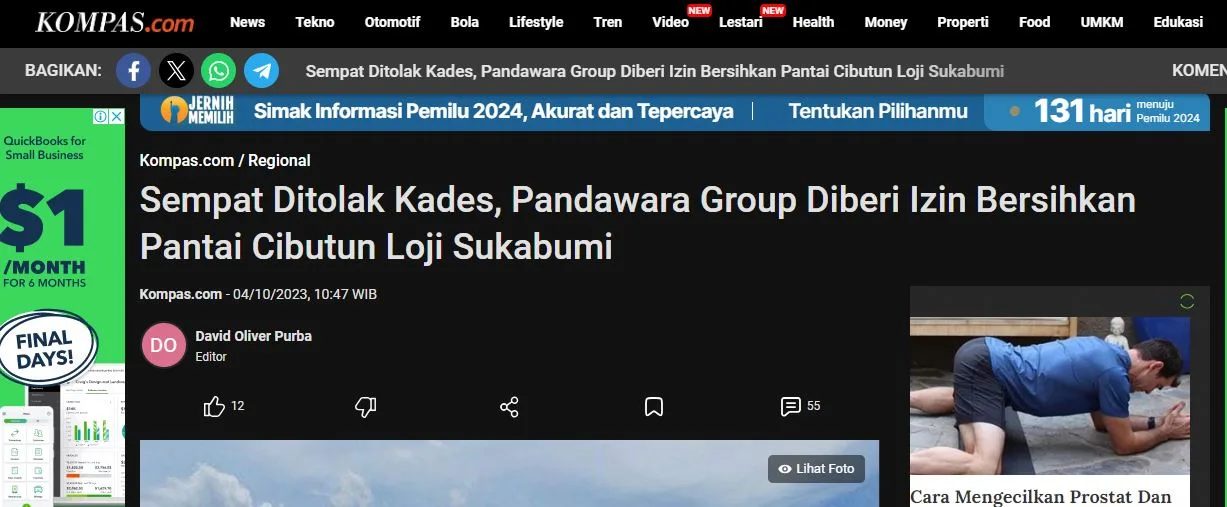 KOMPAS.com
News Tekno Otomotif Bola Lifestyle Tren Video NEW Lestari NEW Health Money Properti Food UMKM Edukasi
BAGIKAN: Sempat Ditolak Kades, Pandawara Group Diberi Izin Bersihkan Pantai Cibutun Loji Sukabumi KOMEN
JERNIH
MEMILIH
Simak Informasi Pemilu 2024, Akurat dan Tepercaya | Tentukan Pilihanmu
131 hari menuju
Pemilu 2024
QuickBooks for
Small Business
$1
/MONTH
FOR 6 MONTHS
FINAL
DAYS!
Kompas.com / Regional
Sempat Ditolak Kades, Pandawara Group Diberi Izin Bersihkan
Pantai Cibutun Loji Sukabumi
Kompas.com - 04/10/2023, 10:47 WIB
DO
David Oliver Purba
Editor
12
55
Lihat Foto
Cara Mengecilkan Prostat Dan